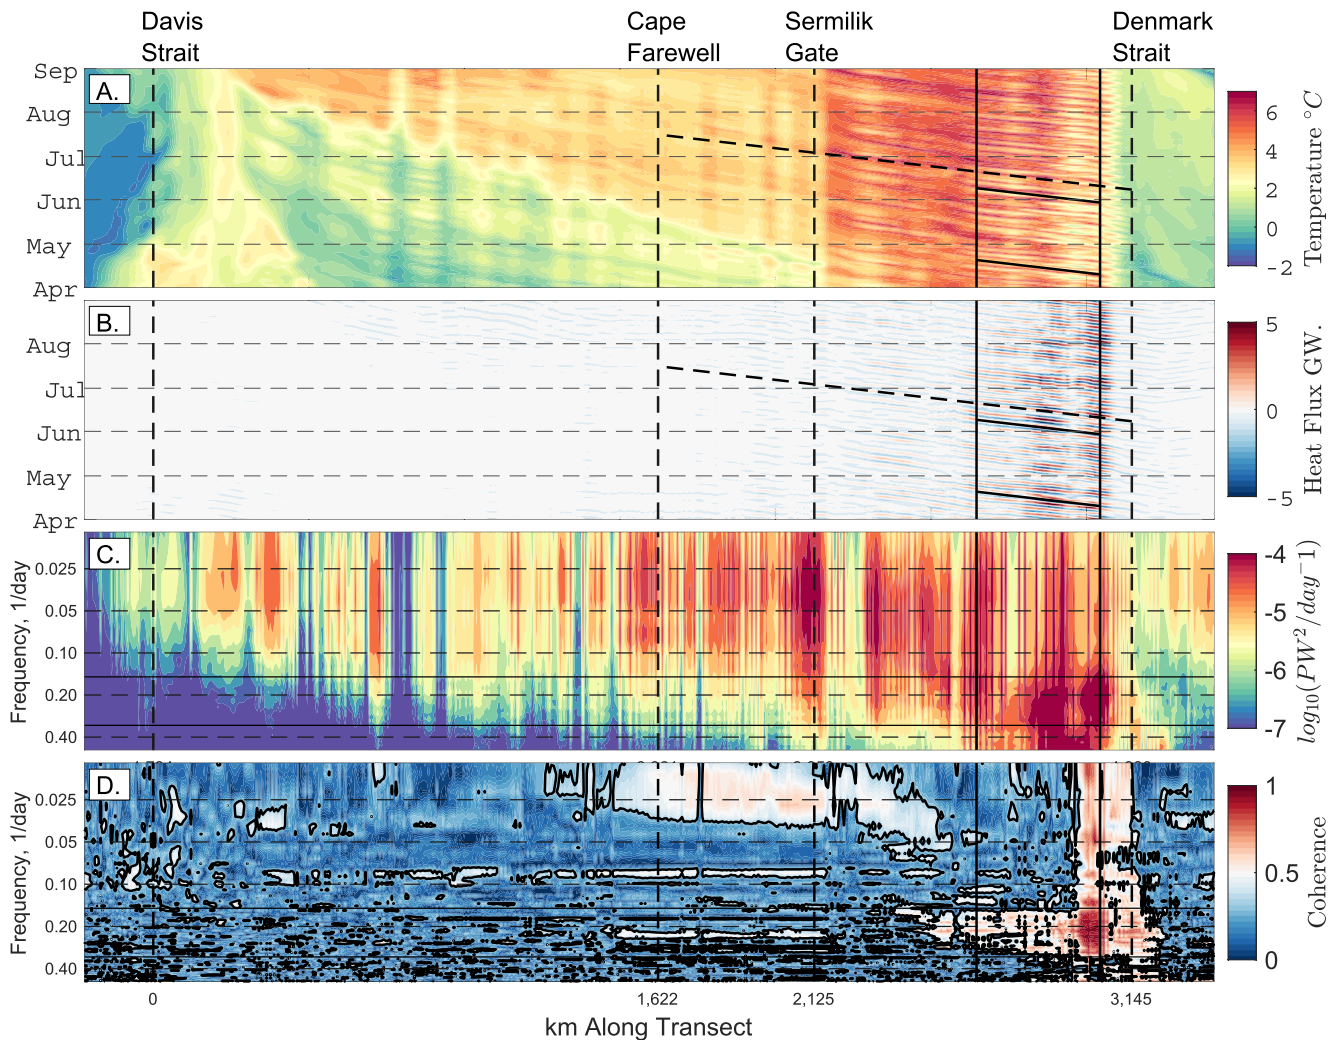 Davis
Strait
Cape
Farewell
Sermilik
Gate
Denmark
Strait
A.
Sep
Aug
Jul
Jun
May
Apr
6
4
2
0
−2
Temperature °C
B.
Aug
Jul
Jun
May
Apr
5
0
−5
Heat Flux GW.
C.
0.025
0.05
0.10
0.20
0.40
Frequency, 1/day
-4
-5
-6
-7
log₁₀(PW²/day⁻¹)
D.
0.025
0.05
0.10
0.20
0.40
Frequency, 1/day
1
0.5
0
Coherence
0
1,622
2,125
3,145
km Along Transect